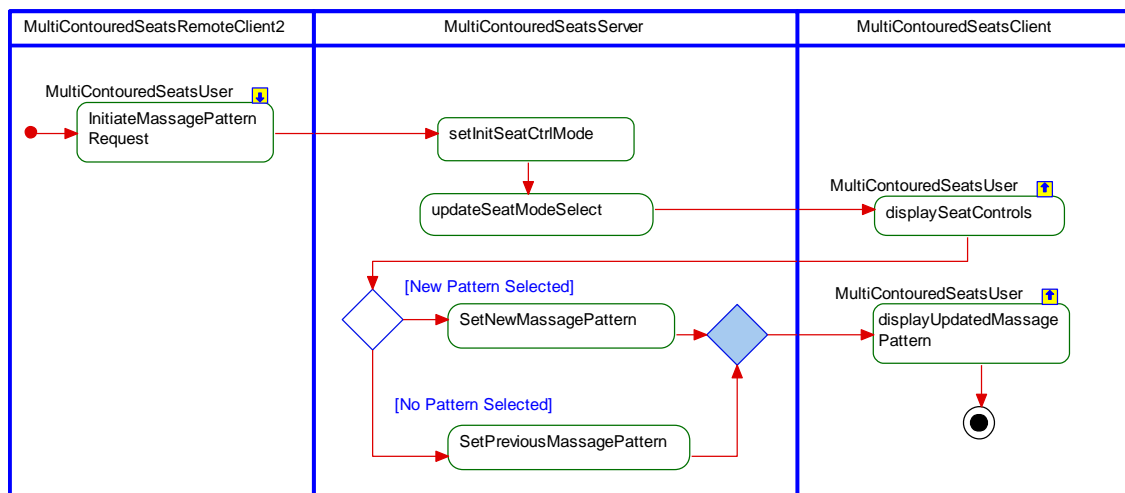 MultiContouredSeatsRemoteClient2
MultiContouredSeatsServer
MultiContouredSeatsClient
MultiContouredSeatsUser
InitiateMassagePattern
Request
setInitSeatCtrlMode
updateSeatModeSelect
MultiContouredSeatsUser
displaySeatControls
[New Pattern Selected]
SetNewMassagePattern
MultiContouredSeatsUser
displayUpdatedMassage
Pattern
[No Pattern Selected]
SetPreviousMassagePattern